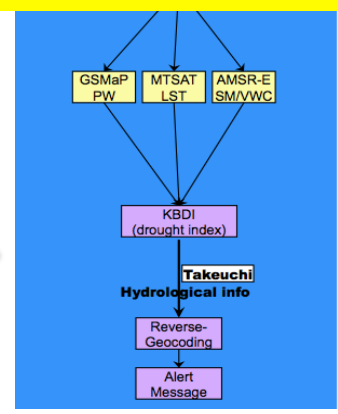 GSMaP MTSAT AMSR-E
PW LST SM/VWC
KBDI
(drought index)
Takeuchi
Hydrological info
Reverse-
Geocoding
Alert
Message